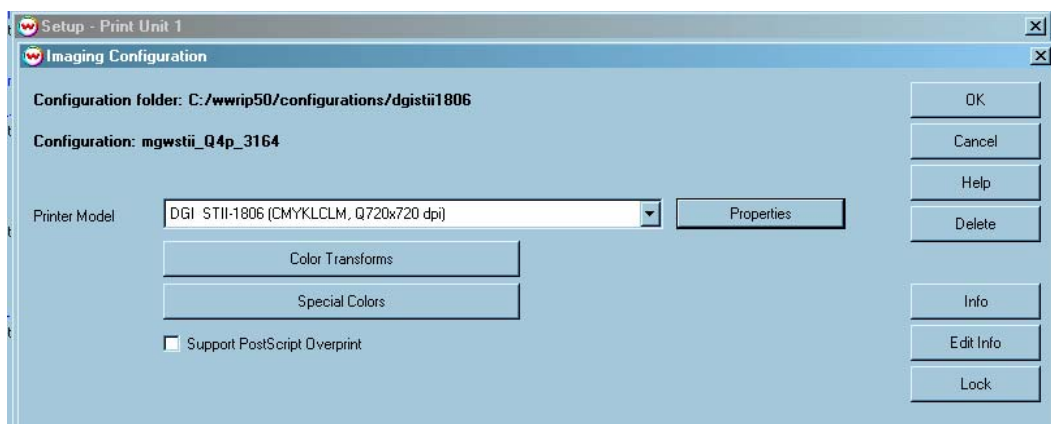 Setup - Print Unit 1
Imaging Configuration
Configuration folder: C:/wwrip50/configurations/dgistii1806
OK
Configuration: mgwstii_Q4p_3164
Cancel
Help
Printer Model
DGI STII-1806 (CMYKLCLM, Q720x720 dpi)
Properties
Delete
Color Transforms
Special Colors
Info
Support PostScript Overprint
Edit Info
Lock